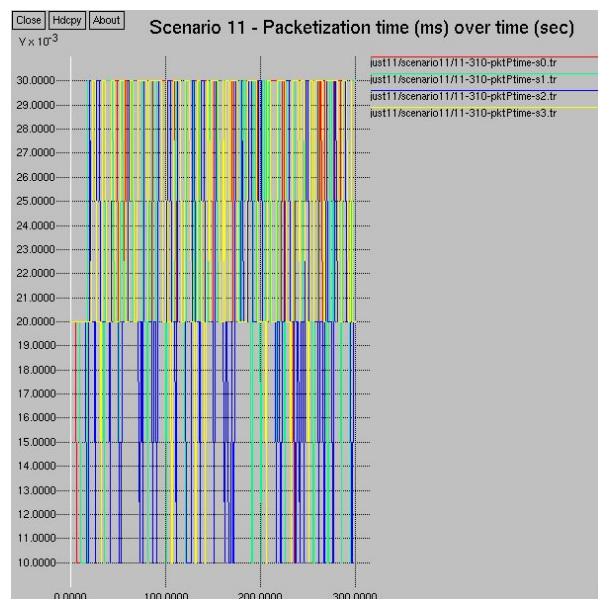 Close Hdcpy About
Scenario 11 - Packetization time (ms) over time (sec)
Y x 10-3
just11/scenario11/11-310-pktPtime-s0.tr
just11/scenario11/11-310-pktPtime-s1.tr
just11/scenario11/11-310-pktPtime-s2.tr
just11/scenario11/11-310-pktPtime-s3.tr
30.0000
29.0000
28.0000
27.0000
26.0000
25.0000
24.0000
23.0000
22.0000
21.0000
20.0000
19.0000
18.0000
17.0000
16.0000
15.0000
14.0000
13.0000
12.0000
11.0000
10.0000
0.0000 100.0000 200.0000 300.0000